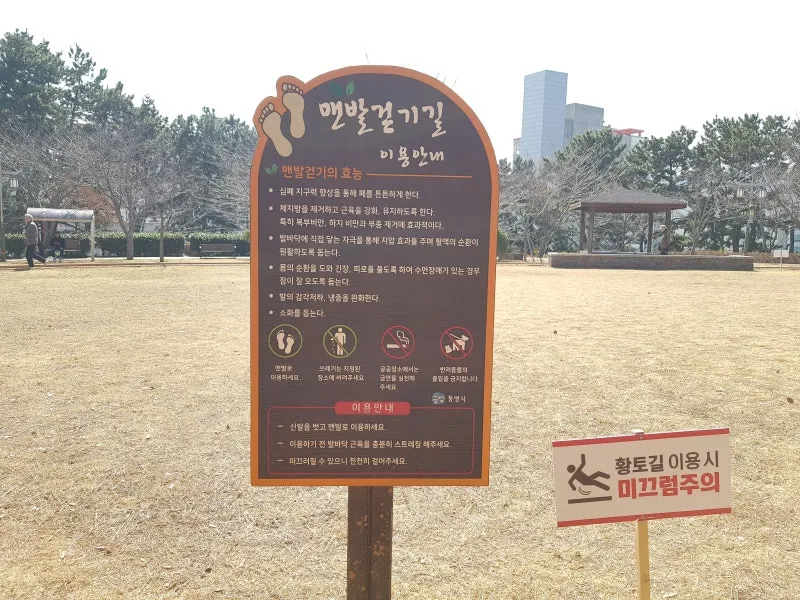 맨발걷기길
이용안내
맨발걷기의 효능
• 심폐 지구력 향상을 통해 폐를 튼튼하게 한다.
• 체지방을 제거하고 근육을 강화, 유지하도록 한다.
특히 복부비만, 하지 비만과 부종 제거에 효과적이다.
• 발바닥에 직접 닿는 자극을 통해 지압 효과를 주며 혈액의 순환이
원활하도록 돕는다.
• 몸의 순환을 도와 긴장, 피로를 풀도록 하여 수면장애가 있는 경우
잠이 잘 오도록 돕는다.
• 발의 감각저하, 냉증을 완화한다.
• 소화를 돕는다.
맨발로
이용하세요.
쓰레기는 지정된
장소에 버려주세요.
공공장소에서는
금연을 실천해
주세요.
반려동물의
출입을 금지합니다.
통영시
이용안내
– 신발을 벗고 맨발로 이용하세요.
– 이용하기 전 발바닥 근육을 충분히 스트레칭 해주세요.
– 미끄러질 수 있으니 천천히 걸어주세요.
황토길 이용 시
미끄럼주의